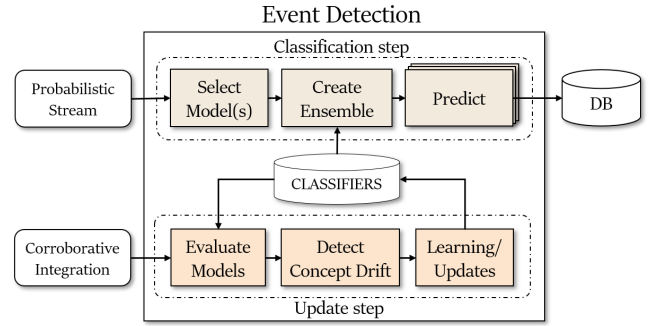 Event Detection
Classification step
Probabilistic
Stream
Select
Model(s)
Create
Ensemble
Predict
DB
CLASSIFIERS
Corroborative
Integration
Evaluate
Models
Detect
Concept Drift
Learning/
Updates
Update step